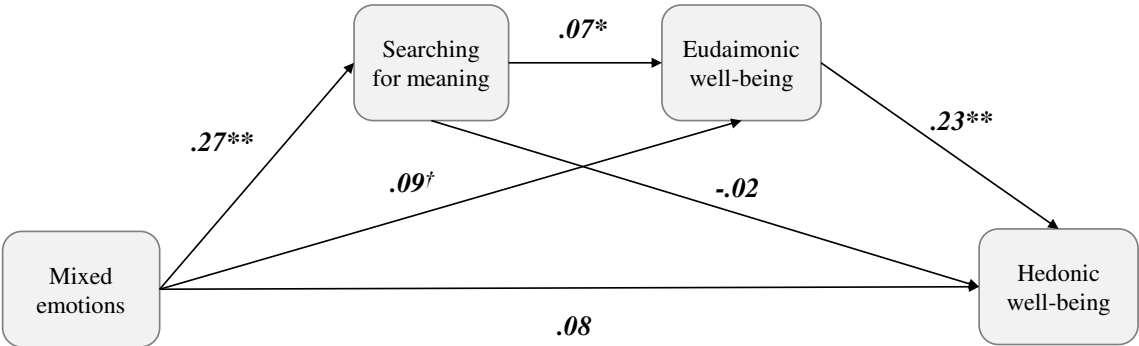 Searching
for meaning
.07*
Eudaimonic
well-being
.27**
.23**
.09†
-.02
Mixed
emotions
Hedonic
well-being
.08